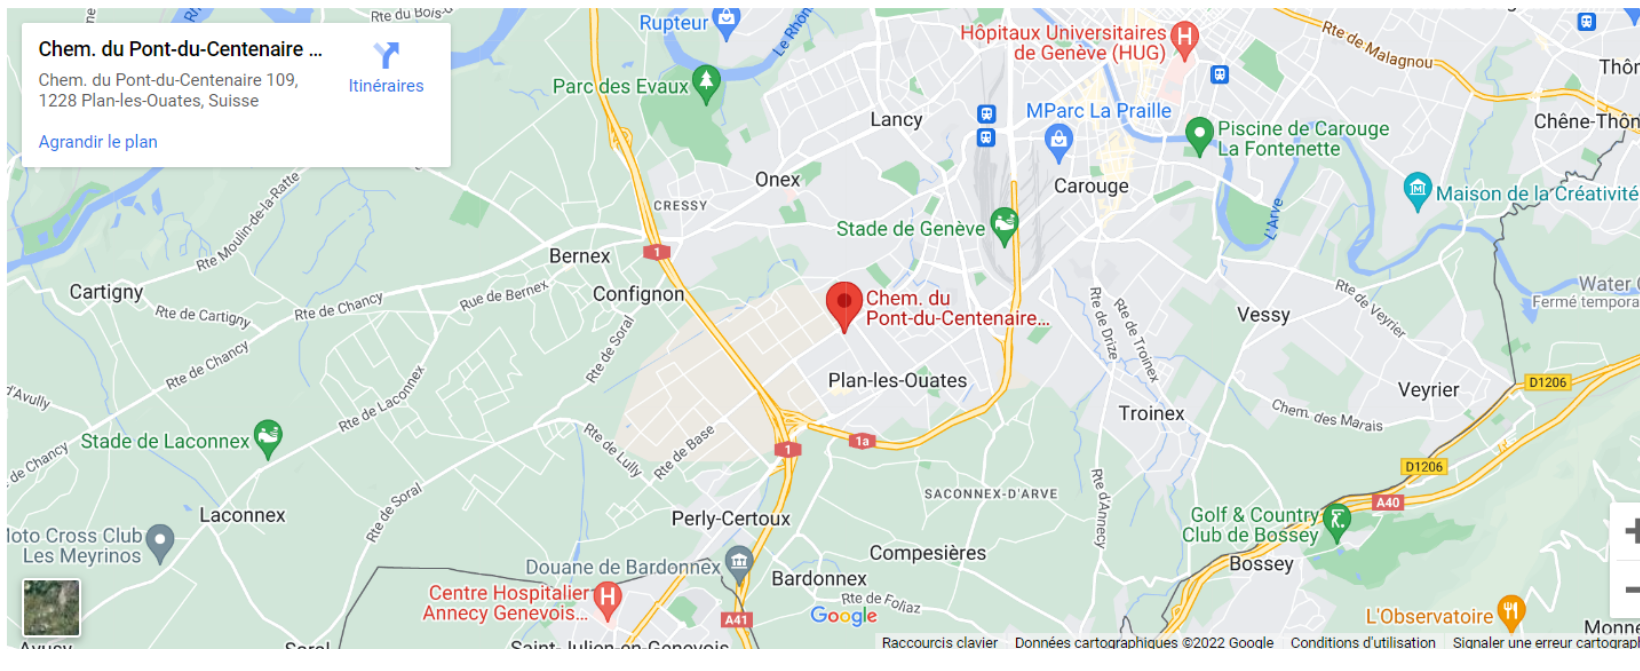 Chem. du Pont-du-Centenaire ...
Chem. du Pont-du-Centenaire 109,
1228 Plan-les-Ouates, Suisse
Itinéraires
Agrandir le plan
Rte du Bois-
Rupteur
Le Rhôn
Hôpitaux Universitaires
de Genève (HUG)
H
Rte de Malagnou
Thôn
Parc des Evaux
Lancy
MParc La Praille
Piscine de Carouge
La Fontenette
Chêne-Thôn
Onex
Carouge
Maison de la Créativité
Rte Moulin-de-la-Ratte
CRESSY
Stade de Genève
L'Arve
Bernex
1
Cartigny
Rue de Bernex
Confignon
Chem. du
Pont-du-Centenaire...
Water
Fermé tempora
Rte de Chancy
Rte de Cartigny
Rte de Soral
Rte de Drize
Rte de Troinex
Vessy
Rte de Veyrier
Rte de Chancy
d'Avully
Rte de Laconnex
Plan-les-Ouates
Troinex
Veyrier
D1206
Chem. des Marais
Stade de Laconnex
de Chancy
Rte de Lully
Rte de Base
1
1a
D1206
Rte de Soral
SACONNEX-D'ARVE
Rte d'Annecy
A40
Laconnex
Perly-Certoux
Golf & Country
Club de Bossey
Moto Cross Club
Les Meyrinos
Douane de Bardonnex
Compesières
Bardonnex
Bossey
Centre Hospitalier
Annecy Genevois...
H
Rte de Foliaz
A41
Google
L'Observatoire
Monne
Avusy
Soral
Saint-Julien-en-Genevois
Raccourcis clavier
Données cartographiques ©2022 Google
Conditions d'utilisation
Signaler une erreur cartograph